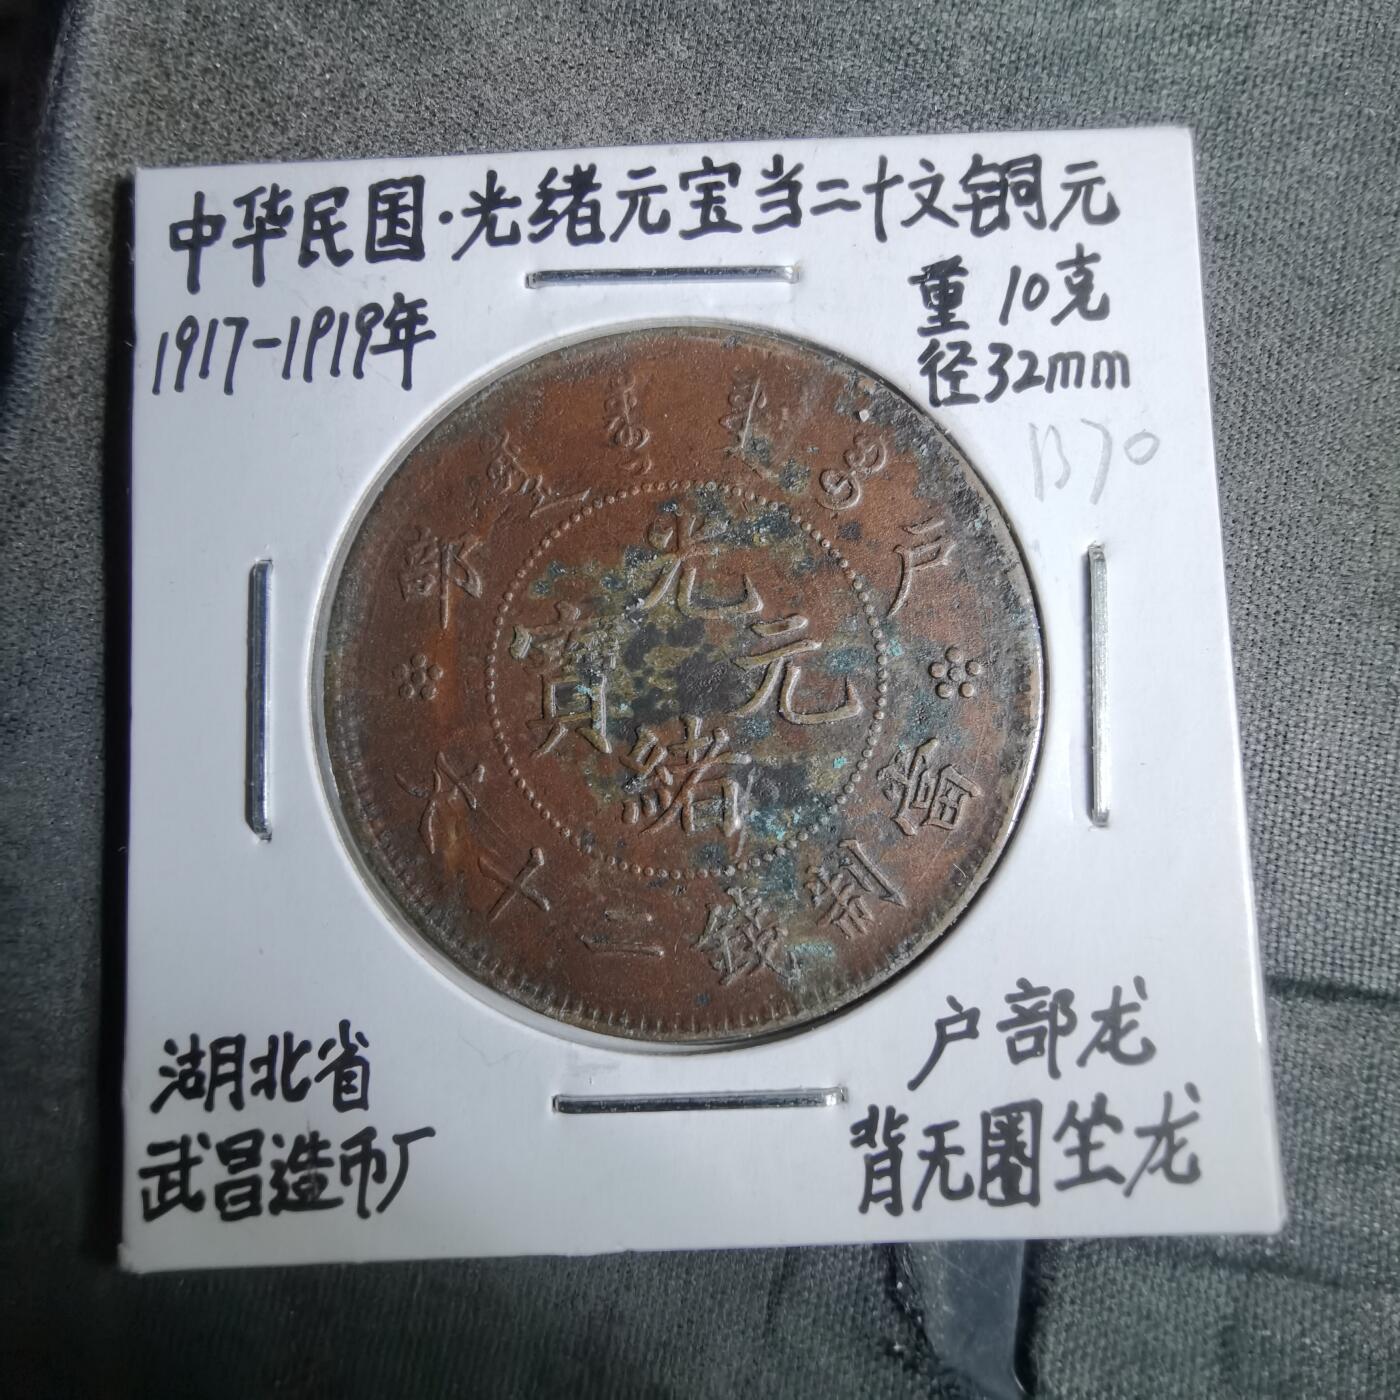 中华民国·光绪元宝当二十文铜元
1917-1919年
重10克
径32mm
B70
户部
光緒元寶
當制錢二十文
湖北省
武昌造币厂
户部龙
背无圈坐龙